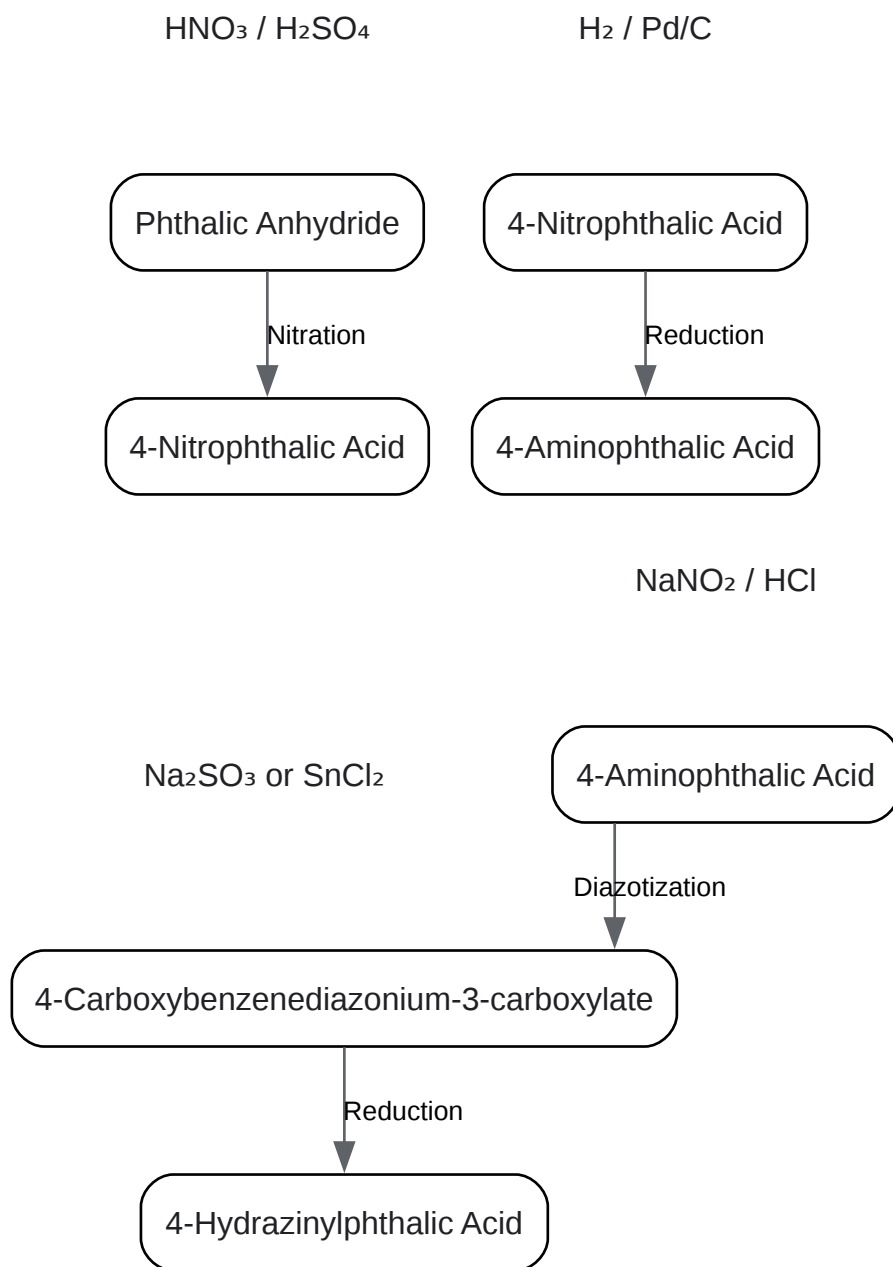 HNO₃ / H₂SO₄
H₂ / Pd/C
Phthalic Anhydride
4-Nitrophthalic Acid
Nitration
Reduction
4-Nitrophthalic Acid
4-Aminophthalic Acid
NaNO₂ / HCl
Na₂SO₃ or SnCl₂
4-Aminophthalic Acid
Diazotization
4-Carboxybenzenediazonium-3-carboxylate
Reduction
4-Hydrazinylphthalic Acid